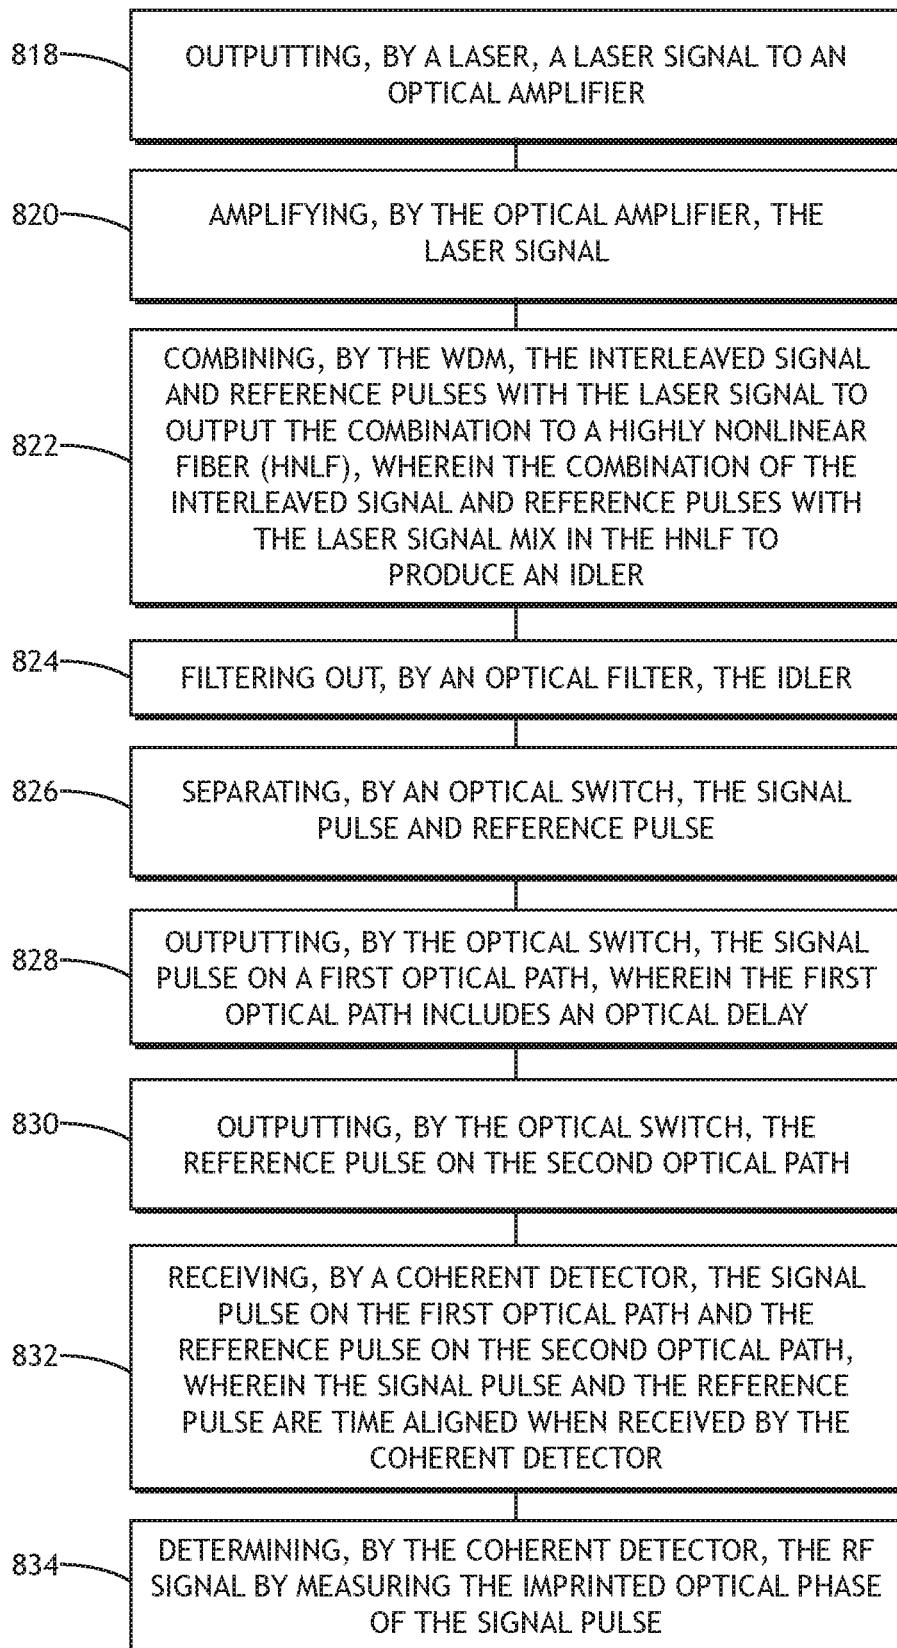 818
OUTPUTTING, BY A LASER, A LASER SIGNAL TO AN
OPTICAL AMPLIFIER
820
AMPLIFYING, BY THE OPTICAL AMPLIFIER, THE
LASER SIGNAL
822
COMBINING, BY THE WDM, THE INTERLEAVED SIGNAL
AND REFERENCE PULSES WITH THE LASER SIGNAL TO
OUTPUT THE COMBINATION TO A HIGHLY NONLINEAR
FIBER (HNLF), WHEREIN THE COMBINATION OF THE
INTERLEAVED SIGNAL AND REFERENCE PULSES WITH
THE LASER SIGNAL MIX IN THE HNLF TO
PRODUCE AN IDLER
824
FILTERING OUT, BY AN OPTICAL FILTER, THE IDLER
826
SEPARATING, BY AN OPTICAL SWITCH, THE SIGNAL
PULSE AND REFERENCE PULSE
828
OUTPUTTING, BY THE OPTICAL SWITCH, THE SIGNAL
PULSE ON A FIRST OPTICAL PATH, WHEREIN THE FIRST
OPTICAL PATH INCLUDES AN OPTICAL DELAY
830
OUTPUTTING, BY THE OPTICAL SWITCH, THE
REFERENCE PULSE ON THE SECOND OPTICAL PATH
832
RECEIVING, BY A COHERENT DETECTOR, THE SIGNAL
PULSE ON THE FIRST OPTICAL PATH AND THE
REFERENCE PULSE ON THE SECOND OPTICAL PATH,
WHEREIN THE SIGNAL PULSE AND THE REFERENCE
PULSE ARE TIME ALIGNED WHEN RECEIVED BY THE
COHERENT DETECTOR
834
DETERMINING, BY THE COHERENT DETECTOR, THE RF
SIGNAL BY MEASURING THE IMPRINTED OPTICAL PHASE
OF THE SIGNAL PULSE